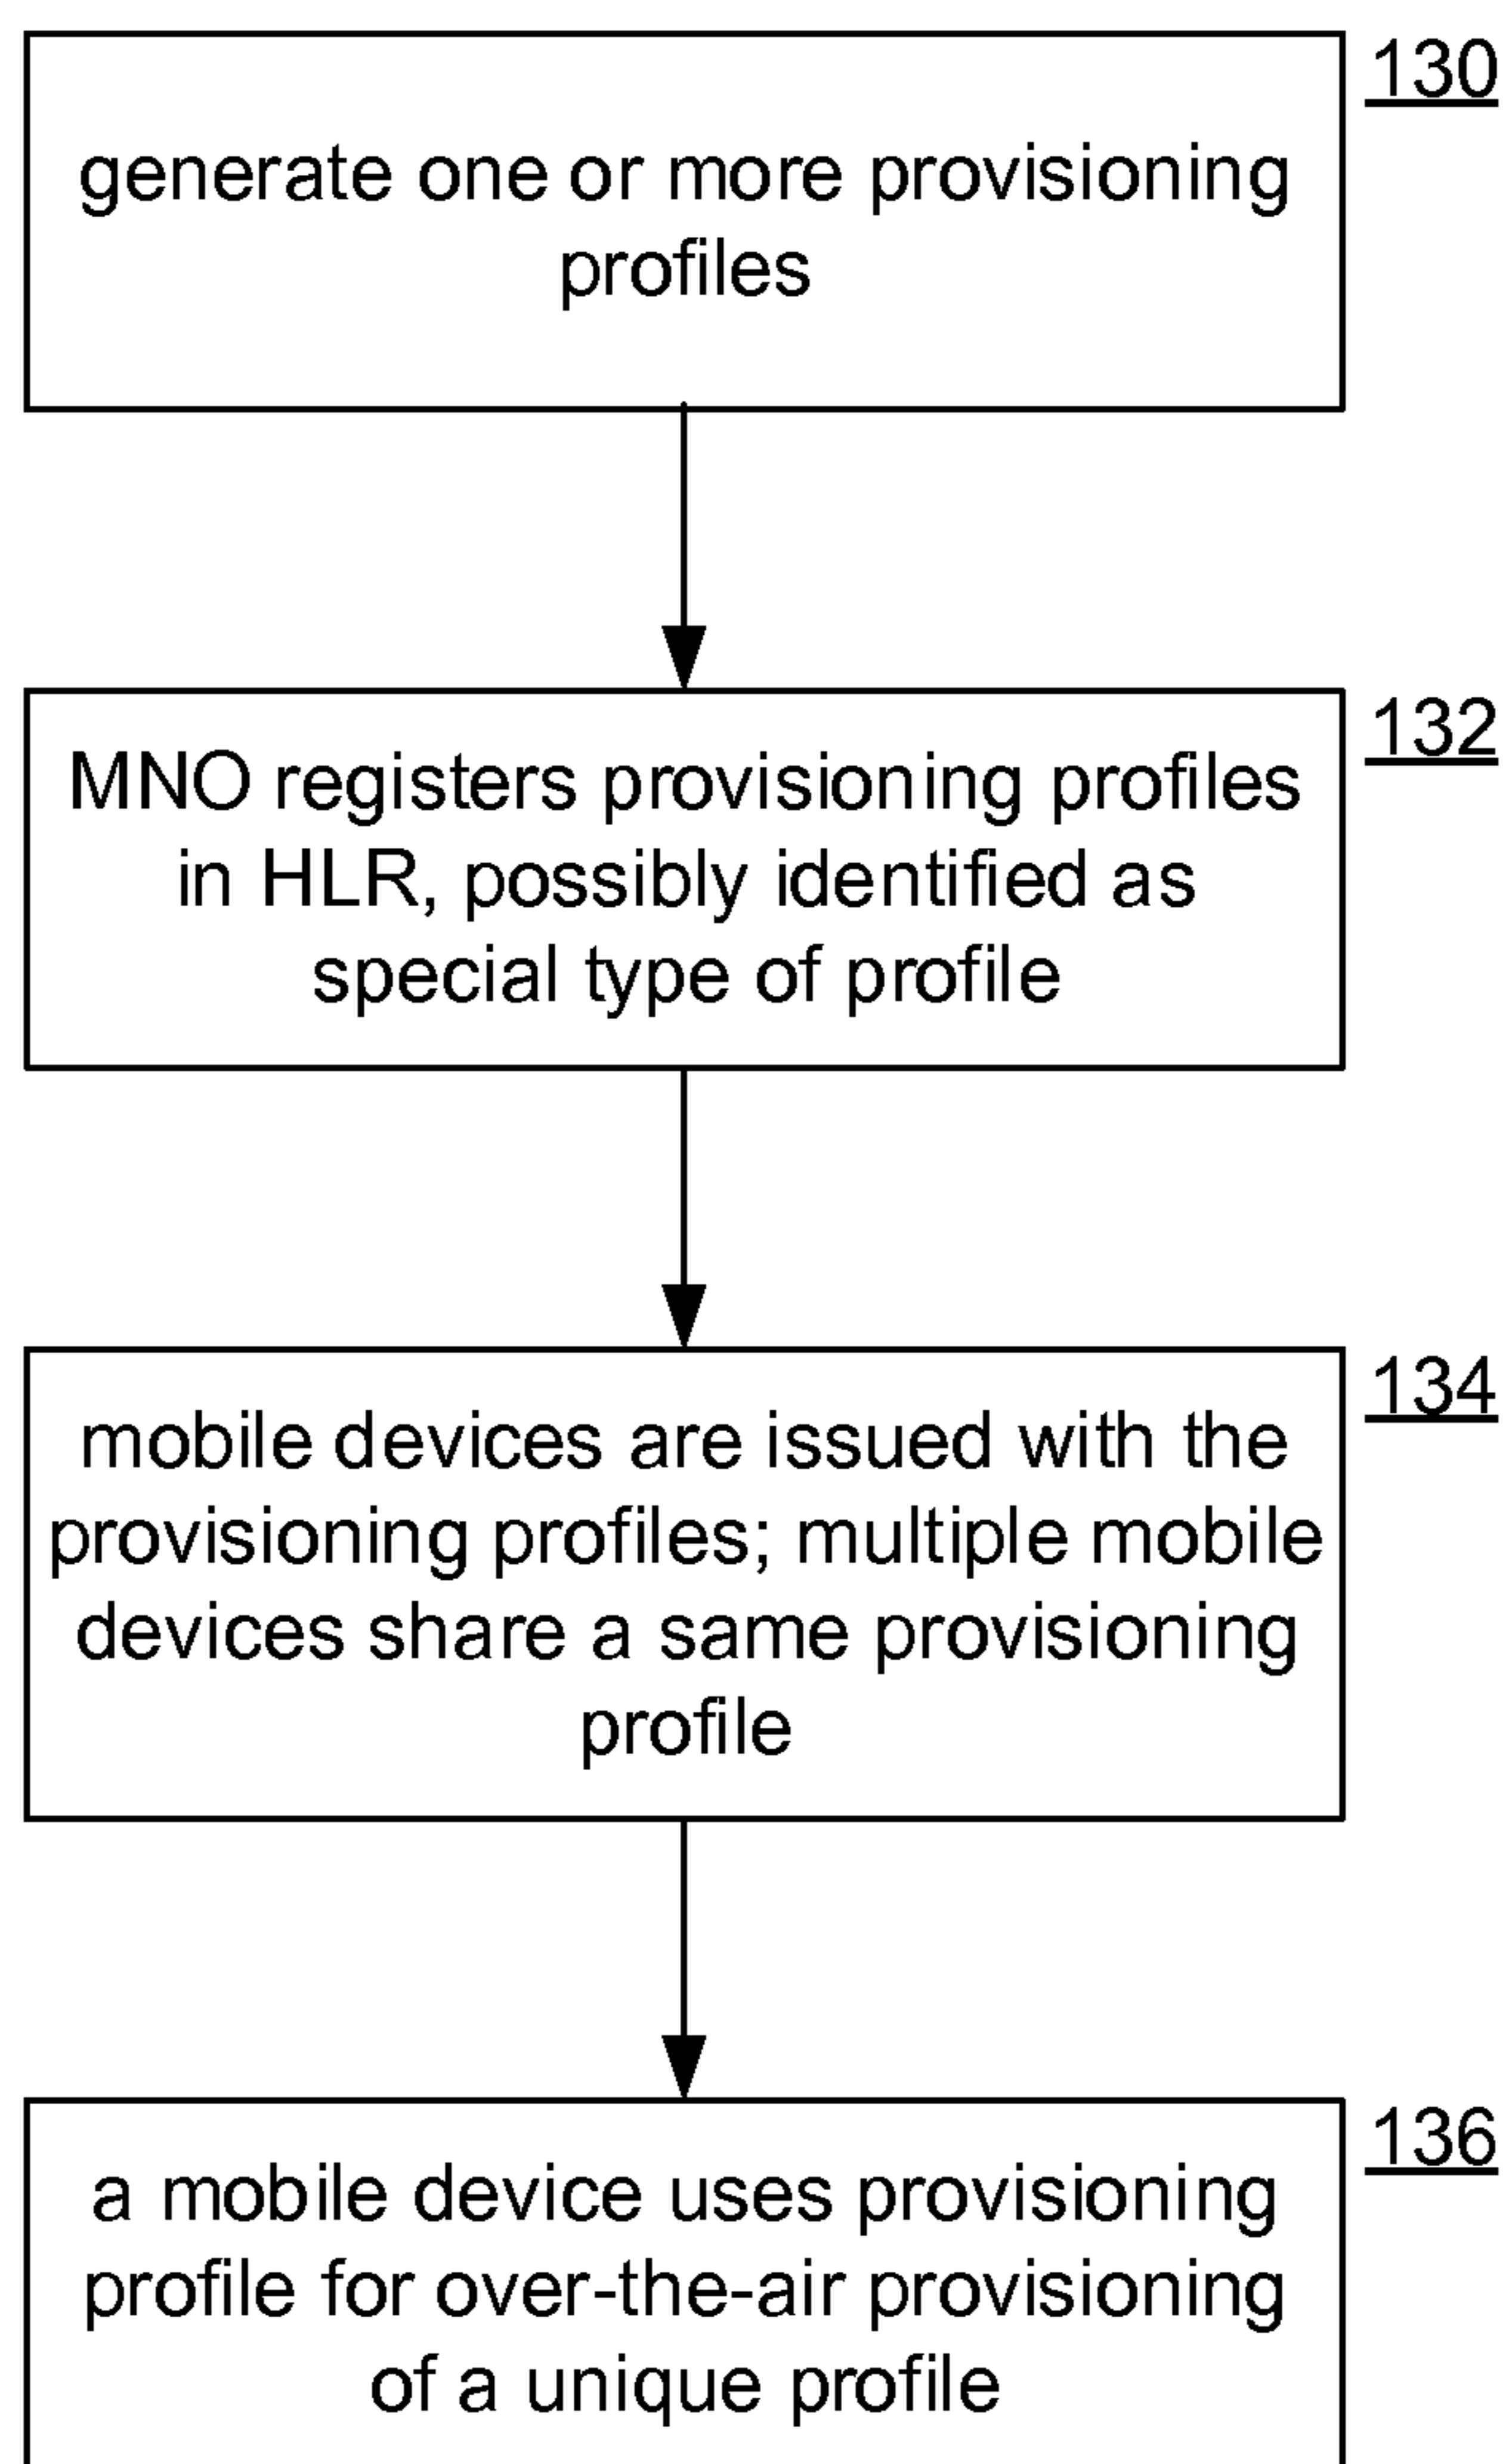 130
generate one or more provisioning
profiles
132
MNO registers provisioning profiles
in HLR, possibly identified as
special type of profile
134
mobile devices are issued with the
provisioning profiles; multiple mobile
devices share a same provisioning
profile
136
a mobile device uses provisioning
profile for over-the-air provisioning
of a unique profile